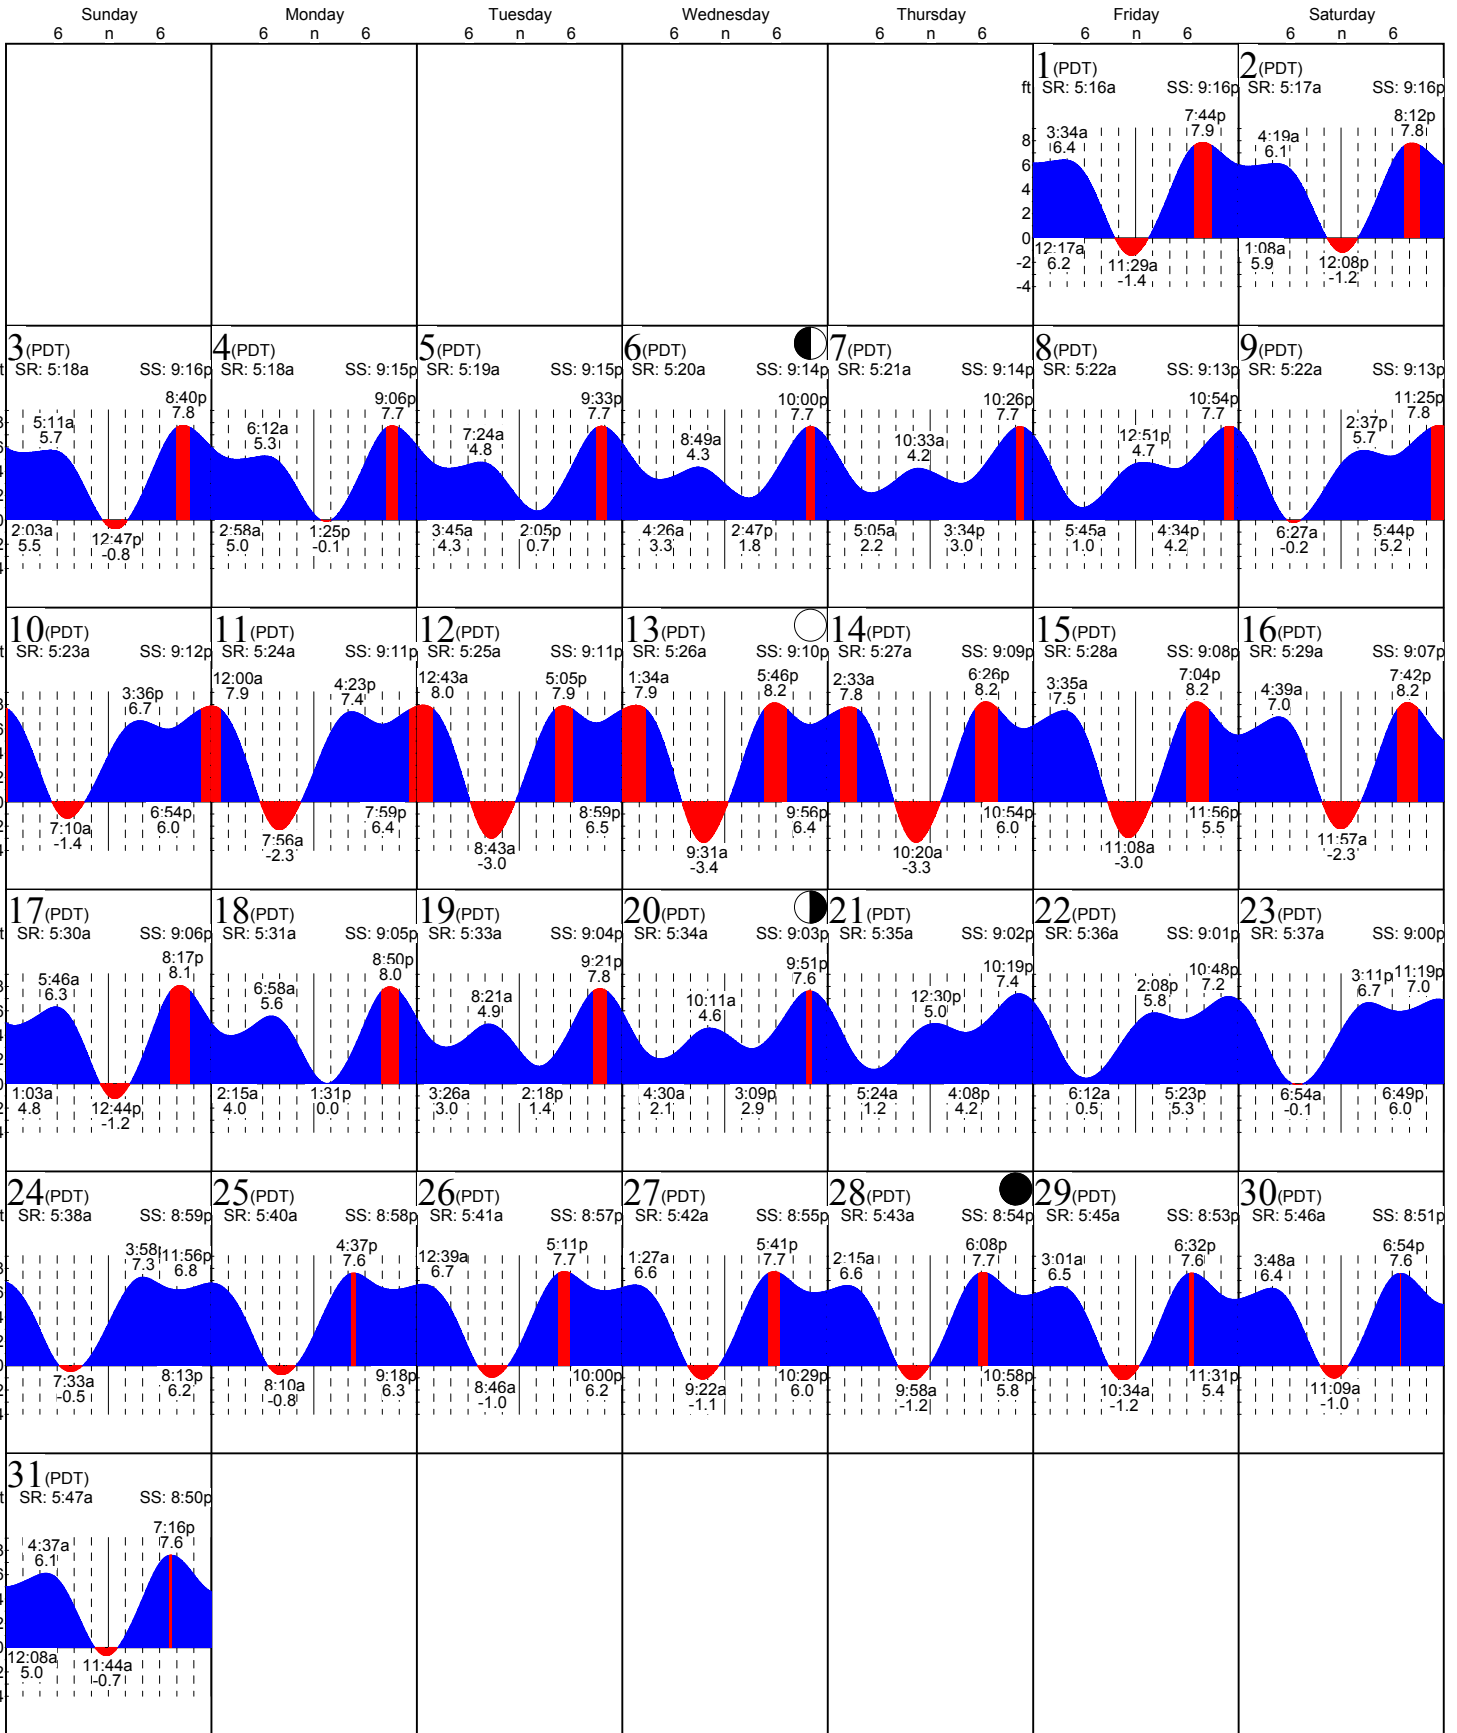 Sunday Monday Tuesday Wednesday Thursday Friday Saturday
6 n 6 6 n 6 6 n 6 6 n 6 6 n 6 6 n 6 6 n 6
1(PDT) 2(PDT)
ft SR: 5:16a SS: 9:16p SR: 5:17a SS: 9:16p
7:44p 8:12p
7.9 7.8
3:34a 4:19a
6.4 6.1
8
6
4
2
0
-2
-4
12:17a 11:29a 1:08a 12:08p
6.2 -1.4 5.9 -1.2
3(PDT) 4(PDT) 5(PDT) 6(PDT) 7(PDT) 8(PDT) 9(PDT)
SR: 5:18a SS: 9:16p SR: 5:18a SS: 9:15p SR: 5:19a SS: 9:15p SR: 5:20a SS: 9:14p SR: 5:21a SS: 9:14p SR: 5:22a SS: 9:13p SR: 5:22a SS: 9:13p
5:11a 8:40p 6:12a 9:06p 7:24a 9:33p 8:49a 10:00p 10:33a 10:26p 12:51p 10:54p 2:37p 11:25p
5.7 7.8 5.3 7.7 4.8 7.7 4.3 7.7 4.2 7.7 4.7 7.7 5.7 7.8
2:03a 12:47p 2:58a 1:25p 3:45a 2:05p 4:26a 2:47p 5:05a 3:34p 5:45a 4:34p 6:27a 5:44p
5.5 -0.8 5.0 -0.1 4.3 0.7 3.3 1.8 2.2 3.0 1.0 4.2 -0.2 5.2
10(PDT) 11(PDT) 12(PDT) 13(PDT) 14(PDT) 15(PDT) 16(PDT)
SR: 5:23a SS: 9:12p SR: 5:24a SS: 9:11p SR: 5:25a SS: 9:11p SR: 5:26a SS: 9:10p SR: 5:27a SS: 9:09p SR: 5:28a SS: 9:08p SR: 5:29a SS: 9:07p
3:36p 12:00a 4:23p 12:43a 5:05p 1:34a 5:46p 2:33a 6:26p 3:35a 7:04p 4:39a 7:42p
6.7 7.9 7.4 8.0 7.9 7.9 8.2 7.8 8.2 7.5 8.2 7.0 8.2
7:10a 6:54p 7:56a 7:59p 8:43a 8:59p 9:31a 9:56p 10:20a 10:54p 11:08a 11:56p 11:57a
-1.4 6.0 -2.3 6.4 -3.0 6.5 -3.4 6.4 -3.3 6.0 -3.0 5.5 -2.3
17(PDT) 18(PDT) 19(PDT) 20(PDT) 21(PDT) 22(PDT) 23(PDT)
SR: 5:30a SS: 9:06p SR: 5:31a SS: 9:05p SR: 5:33a SS: 9:04p SR: 5:34a SS: 9:03p SR: 5:35a SS: 9:02p SR: 5:36a SS: 9:01p SR: 5:37a SS: 9:00p
5:46a 8:17p 6:58a 8:50p 8:21a 9:21p 10:11a 9:51p 12:30p 10:19p 2:08p 10:48p 3:11p 11:19p
6.3 8.1 5.6 8.0 4.9 7.8 4.6 7.6 5.0 7.4 5.8 7.2 6.7 7.0
1:03a 12:44p 2:15a 1:31p 3:26a 2:18p 4:30a 3:09p 5:24a 4:08p 6:12a 5:23p 6:54a 6:49p
4.8 -1.2 4.0 0.0 3.0 1.4 2.1 2.9 1.2 4.2 0.5 5.3 -0.1 6.0
24(PDT) 25(PDT) 26(PDT) 27(PDT) 28(PDT) 29(PDT) 30(PDT)
SR: 5:38a SS: 8:59p SR: 5:40a SS: 8:58p SR: 5:41a SS: 8:57p SR: 5:42a SS: 8:55p SR: 5:43a SS: 8:54p SR: 5:45a SS: 8:53p SR: 5:46a SS: 8:51p
3:58p 11:56p 4:37p 12:39a 5:11p 1:27a 5:41p 2:15a 6:08p 3:01a 6:32p 3:48a 6:54p
7.3 6.8 7.6 6.7 7.7 6.6 7.7 6.6 7.7 6.5 7.6 6.4 7.6
7:33a 8:13p 8:10a 9:18p 8:46a 10:00p 9:22a 10:29p 9:58a 10:58p 10:34a 11:31p 11:09a
-0.5 6.2 -0.8 6.3 -1.0 6.2 -1.1 6.0 -1.2 5.8 -1.2 5.4 -1.0
31(PDT)
SR: 5:47a SS: 8:50p
4:37a 7:16p
6.1 7.6
12:08a 11:44a
5.0 -0.7